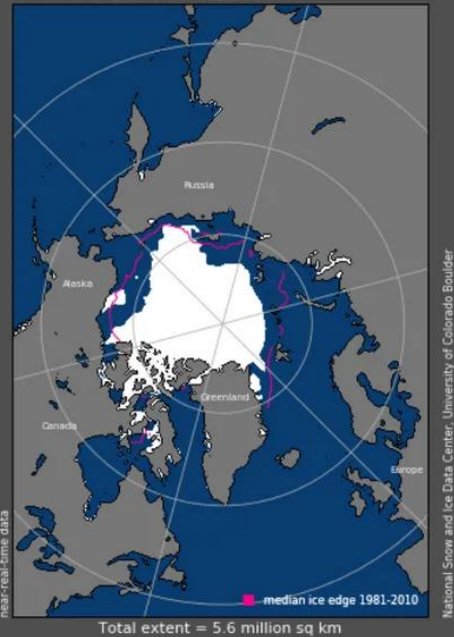 Russia
Alaska
Greenland
Canada
Europe
near-real-time data
National Snow and Ice Data Center, University of Colorado Boulder
median ice edge 1981-2010
Total extent = 5.6 million sq km